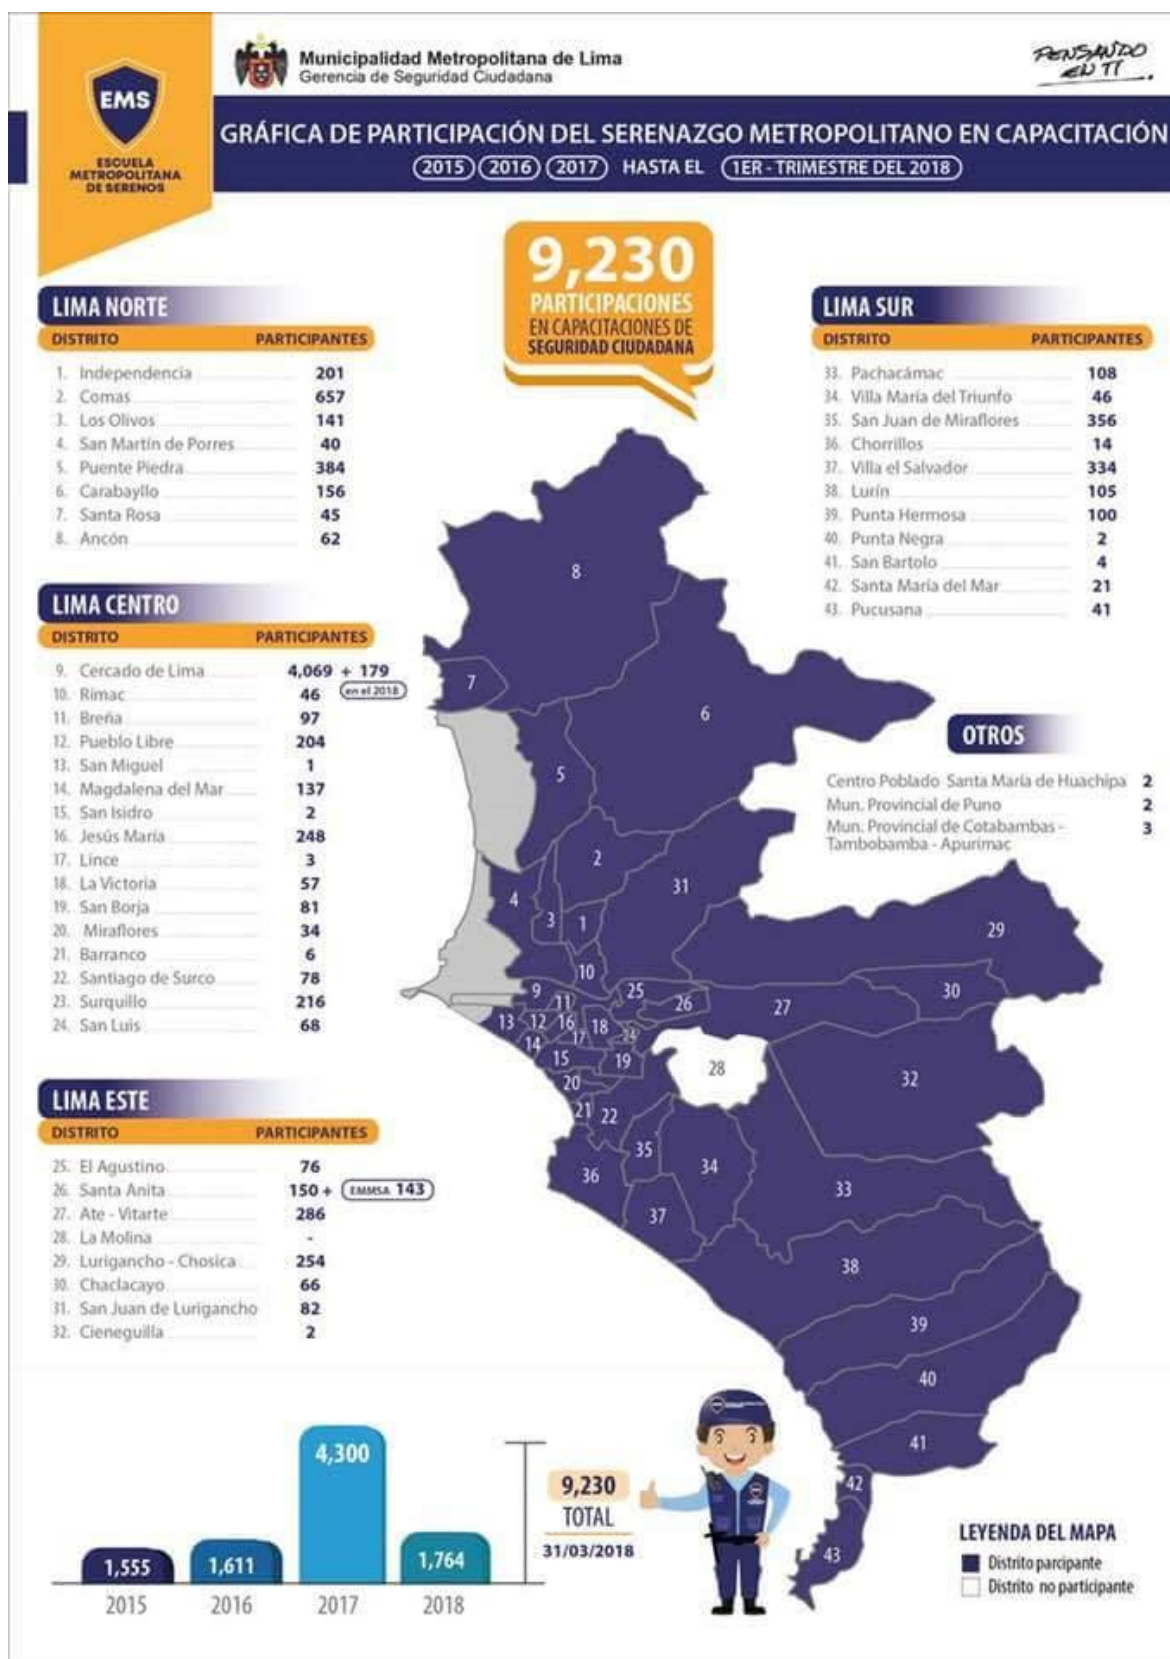 EMS
ESCUELA
METROPOLITANA
DE SERENOS
Municipalidad Metropolitana de Lima
Gerencia de Seguridad Ciudadana
PENSANDO
EN TI
GRÁFICA DE PARTICIPACIÓN DEL SERENAZGO METROPOLITANO EN CAPACITACIÓN
2015 2016 2017 HASTA EL 1ER - TRIMESTRE DEL 2018
9,230
PARTICIPACIONES
EN CAPACITACIONES DE
SEGURIDAD CIUDADANA
LIMA NORTE
DISTRITO PARTICIPANTES
1. Independencia 201
2. Comas 657
3. Los Olivos 141
4. San Martín de Porres 40
5. Puente Piedra 384
6. Carabayllo 156
7. Santa Rosa 45
8. Ancón 62
LIMA CENTRO
DISTRITO PARTICIPANTES
9. Cercado de Lima 4,069 + 179
10. Rimac 46 en el 2018
11. Breña 97
12. Pueblo Libre 204
13. San Miguel 1
14. Magdalena del Mar 137
15. San Isidro 2
16. Jesús María 248
17. Lince 3
18. La Victoria 57
19. San Borja 81
20. Miraflores 34
21. Barranco 6
22. Santiago de Surco 78
23. Surquillo 216
24. San Luis 68
LIMA ESTE
DISTRITO PARTICIPANTES
25. El Agustino 76
26. Santa Anita 150 + EMMSA 143
27. Ate - Vitarte 286
28. La Molina -
29. Lurigancho - Chosica 254
30. Chaclacayo 66
31. San Juan de Lurigancho 82
32. Cieneguilla 2
LIMA SUR
DISTRITO PARTICIPANTES
33. Pachacámac 108
34. Villa María del Triunfo 46
35. San Juan de Miraflores 356
36. Chorrillos 14
37. Villa el Salvador 334
38. Lurín 105
39. Punta Hermosa 100
40. Punta Negra 2
41. San Bartolo 4
42. Santa María del Mar 21
43. Pucusana 41
OTROS
Centro Poblado Santa María de Huachipa 2
Mun. Provincial de Puno 2
Mun. Provincial de Cotabambas - 3
Tambobamba - Apurimac
8
7
6
5
2
31
4
3
1
29
10
9
11
25
26
27
30
13
12
16
18
24
14
17
15
19
28
32
20
21
22
35
34
36
33
37
38
39
40
41
42
43
4,300
1,555
1,611
1,764
2015
2016
2017
2018
9,230
TOTAL
31/03/2018
LEYENDA DEL MAPA
Distrito parcipante
Distrito no participante